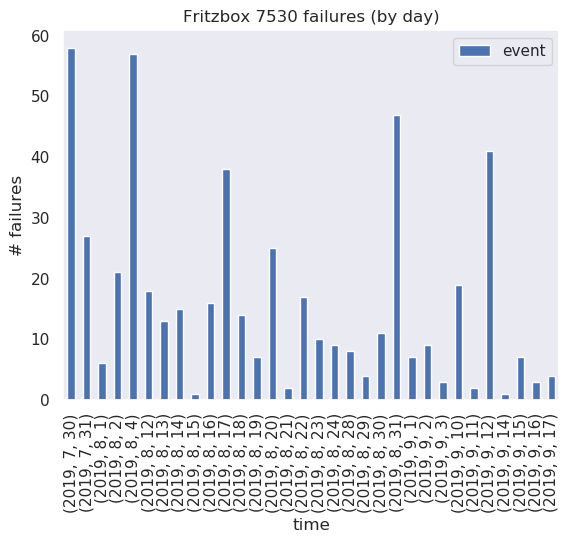 Fritzbox 7530 failures (by day)
event
# failures
60
50
40
30
20
10
0
(2019, 7, 30)
(2019, 7, 31)
(2019, 8, 1)
(2019, 8, 2)
(2019, 8, 4)
(2019, 8, 12)
(2019, 8, 13)
(2019, 8, 14)
(2019, 8, 15)
(2019, 8, 16)
(2019, 8, 17)
(2019, 8, 18)
(2019, 8, 19)
(2019, 8, 20)
(2019, 8, 21)
(2019, 8, 22)
(2019, 8, 23)
(2019, 8, 24)
(2019, 8, 28)
(2019, 8, 29)
(2019, 8, 30)
(2019, 8, 31)
(2019, 9, 1)
(2019, 9, 2)
(2019, 9, 3)
(2019, 9, 10)
(2019, 9, 11)
(2019, 9, 12)
(2019, 9, 14)
(2019, 9, 15)
(2019, 9, 16)
(2019, 9, 17)
time